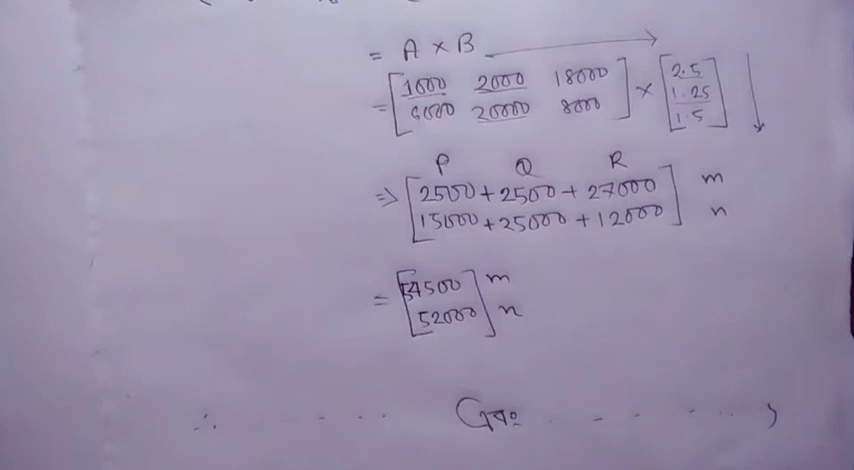 = A × B
= [1000 2000 18000] × [2.5]
[6000 20000 8000] [1.25]
[1.5]
P Q R
⇒ [2500 + 2500 + 27000] m
[15000 + 25000 + 12000] n
= [34500] m
[52000] n
∴ . . . . এবং . . . . ,